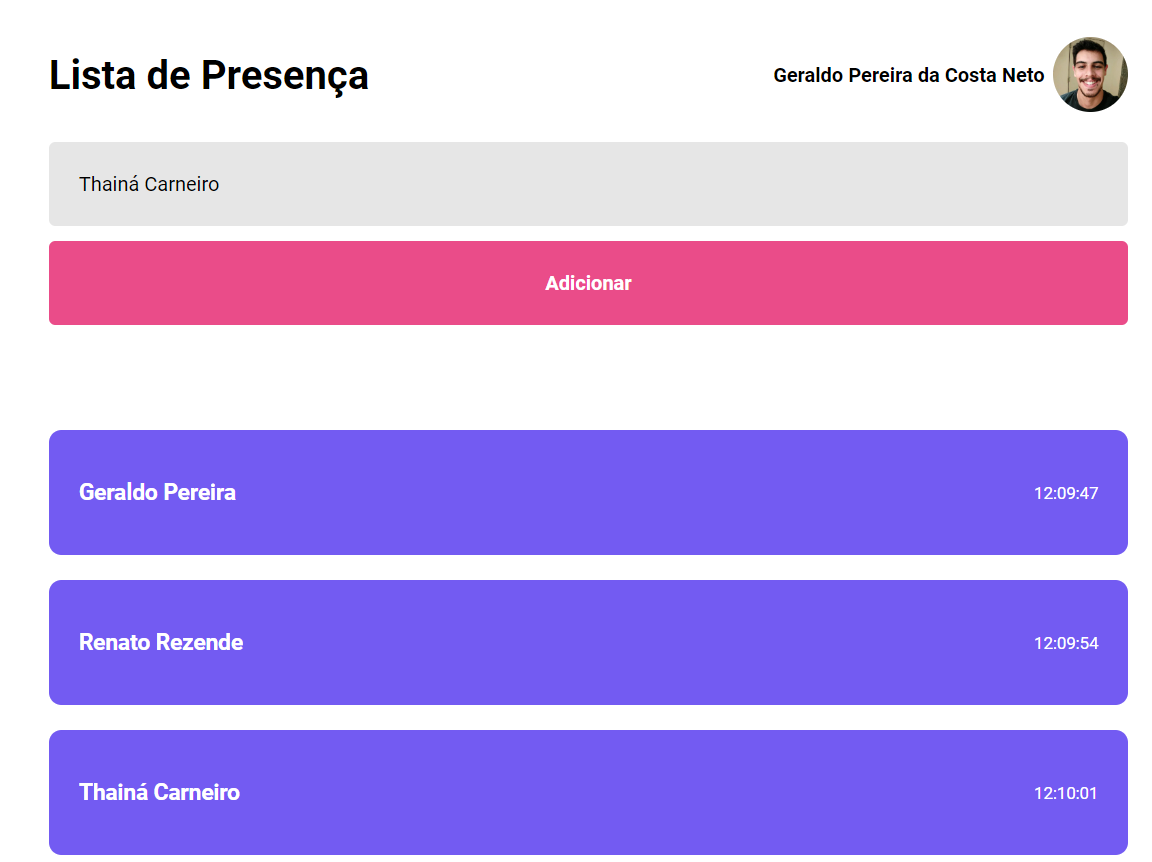 Lista de Presença
Geraldo Pereira da Costa Neto
Thainá Carneiro
Adicionar
Geraldo Pereira
12:09:47
Renato Rezende
12:09:54
Thainá Carneiro
12:10:01